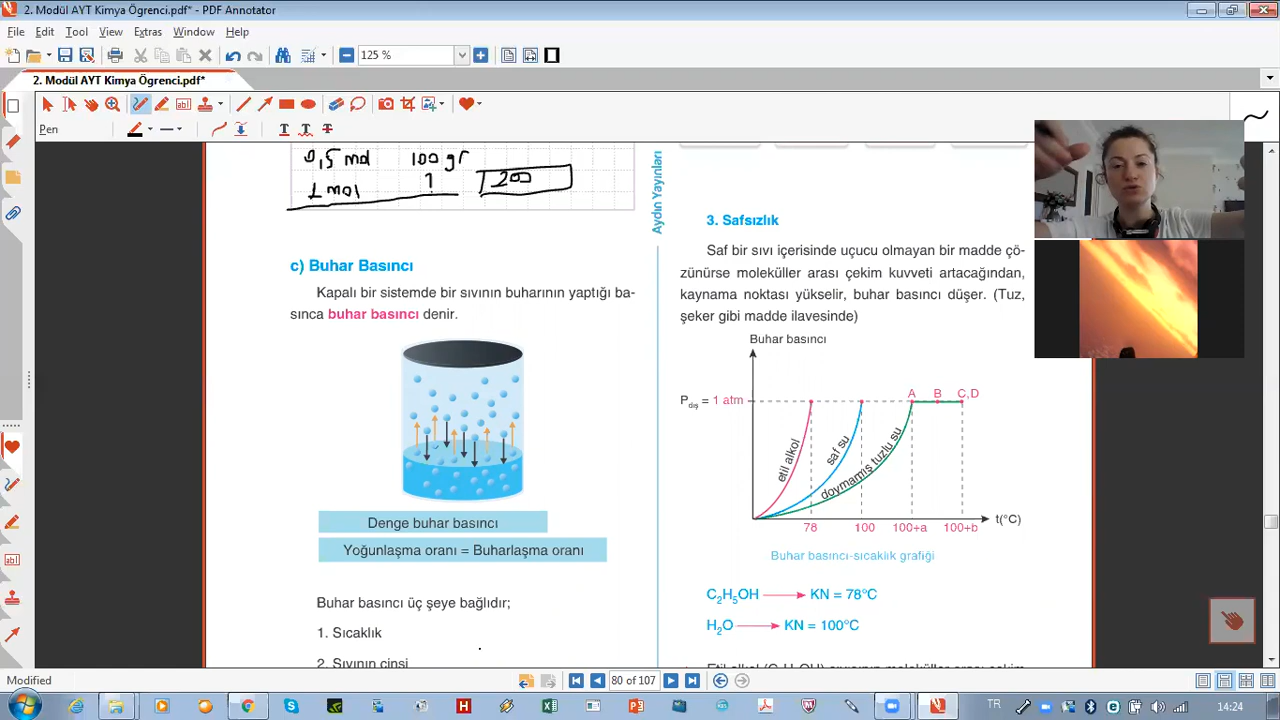 2. Modül AYT Kimya Ögrenci.pdf* - PDF Annotator
File Edit Tool View Extras Window Help
125 %
2. Modül AYT Kimya Ögrenci.pdf*
Pen
0,5 mol 100 gr
1 mol ? 200
c) Buhar Basıncı
Kapalı bir sistemde bir sıvının buharının yaptığı ba-
sınca buhar basıncı denir.
Denge buhar basıncı
Yoğunlaşma oranı = Buharlaşma oranı
Buhar basıncı üç şeye bağlıdır;
1. Sıcaklık
2. Sıvının cinsi
Aydın Yayınları
3. Safsızlık
Saf bir sıvı içerisinde uçucu olmayan bir madde çö-
zünürse moleküller arası çekim kuvveti artacağından,
kaynama noktası yükselir, buhar basıncı düşer. (Tuz,
şeker gibi madde ilavesinde)
Buhar basıncı
Pdış = 1 atm
A B C,D
etil alkol
saf su
doymamış tuzlu su
78 100 100+a 100+b t(°C)
Buhar basıncı-sıcaklık grafiği
C2H5OH → KN = 78°C
H2O → KN = 100°C
Modified
80 of 107
TR
14:24